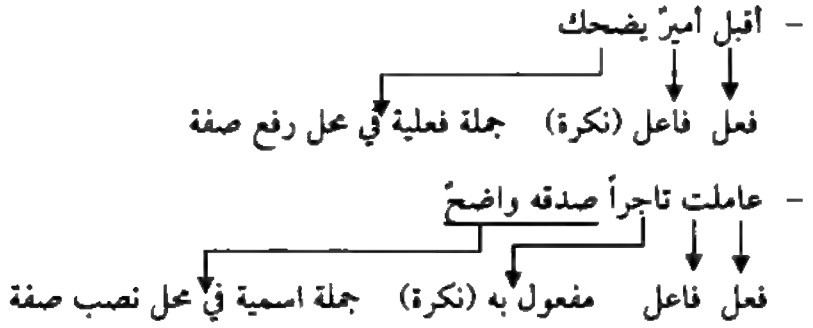 - أقبل أميرٌ يضحك
فعل فاعل (نكرة) جملة فعلية في محل رفع صفة
- عاملت تاجراً صدقه واضحٌ
فعل فاعل مفعول به (نكرة) جملة اسمية في محل نصب صفة